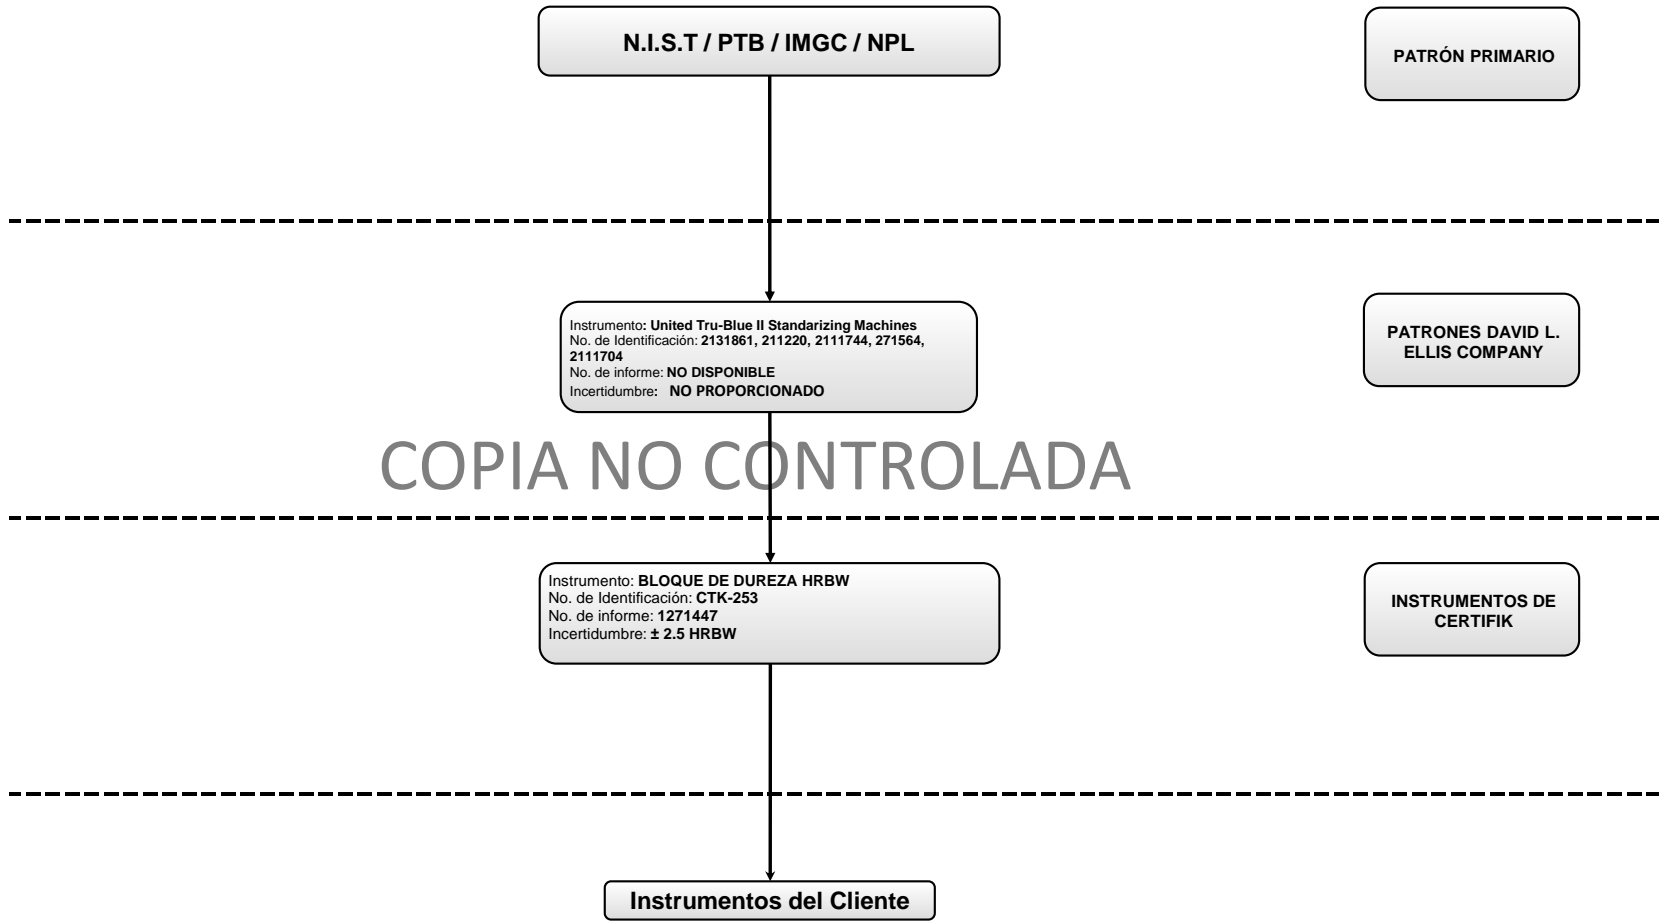 N.I.S.T / PTB / IMGC / NPL
PATRÓN PRIMARIO
Instrumento: United Tru-Blue II Standarizing Machines
No. de Identificación: 2131861, 211220, 2111744, 271564,
2111704
No. de informe: NO DISPONIBLE
Incertidumbre: NO PROPORCIONADO
PATRONES DAVID L.
ELLIS COMPANY
COPIA NO CONTROLADA
Instrumento: BLOQUE DE DUREZA HRBW
No. de Identificación: CTK-253
No. de informe: 1271447
Incertidumbre: ± 2.5 HRBW
INSTRUMENTOS DE
CERTIFIK
Instrumentos del Cliente